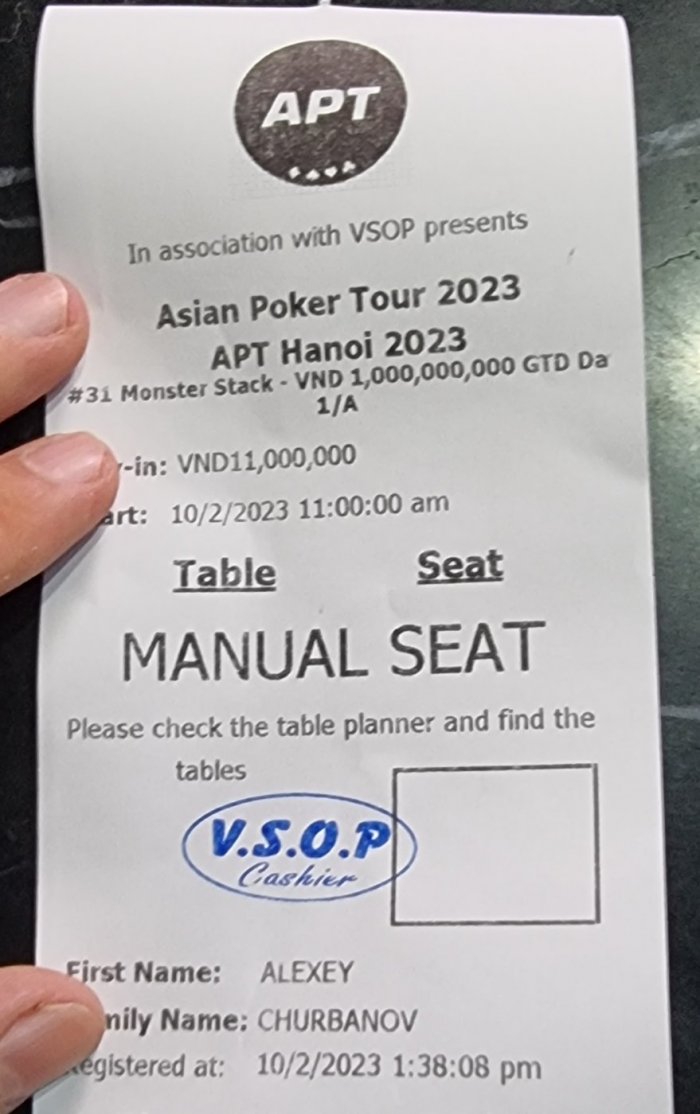 APT
In association with VSOP presents
Asian Poker Tour 2023
APT Hanoi 2023
#31 Monster Stack - VND 1,000,000,000 GTD Da
1/A
-in: VND11,000,000
art: 10/2/2023 11:00:00 am
Table Seat
MANUAL SEAT
Please check the table planner and find the
tables
V.S.O.P
Cashier
First Name: ALEXEY
mily Name: CHURBANOV
egistered at: 10/2/2023 1:38:08 pm